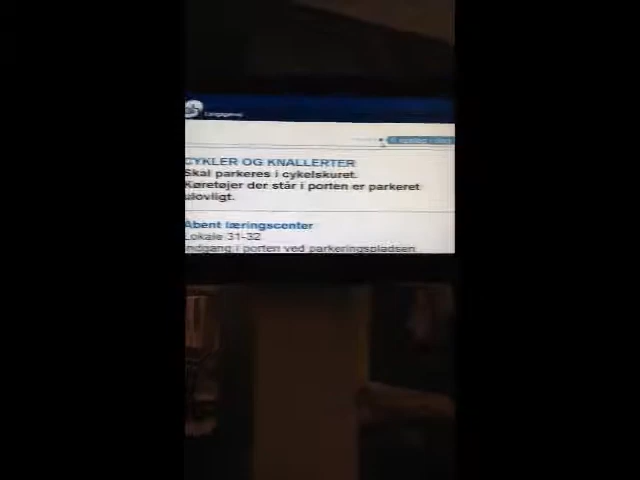 CYKLER OG KNALLERTER
Skal parkeres i cykelskuret.
Køretøjer der står i porten er parkeret
ulovligt.
Åbent læringscenter
Lokale 31-32
Indgang i porten ved parkeringspladsen